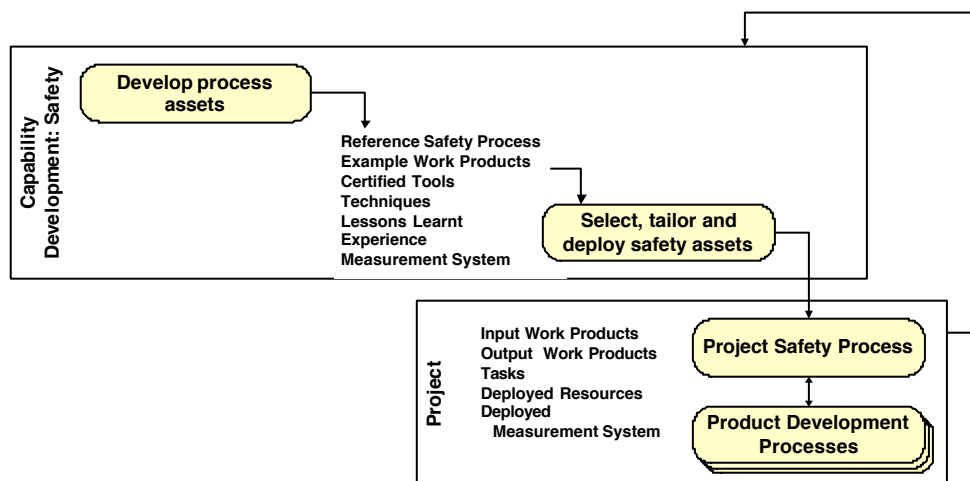 Capability
Development: Safety
Develop process
assets
Reference Safety Process
Example Work Products
Certified Tools
Techniques
Lessons Learnt
Experience
Measurement System
Select, tailor and
deploy safety assets
Project
Input Work Products
Output Work Products
Tasks
Deployed Resources
Deployed
Measurement System
Project Safety Process
Product Development
Processes